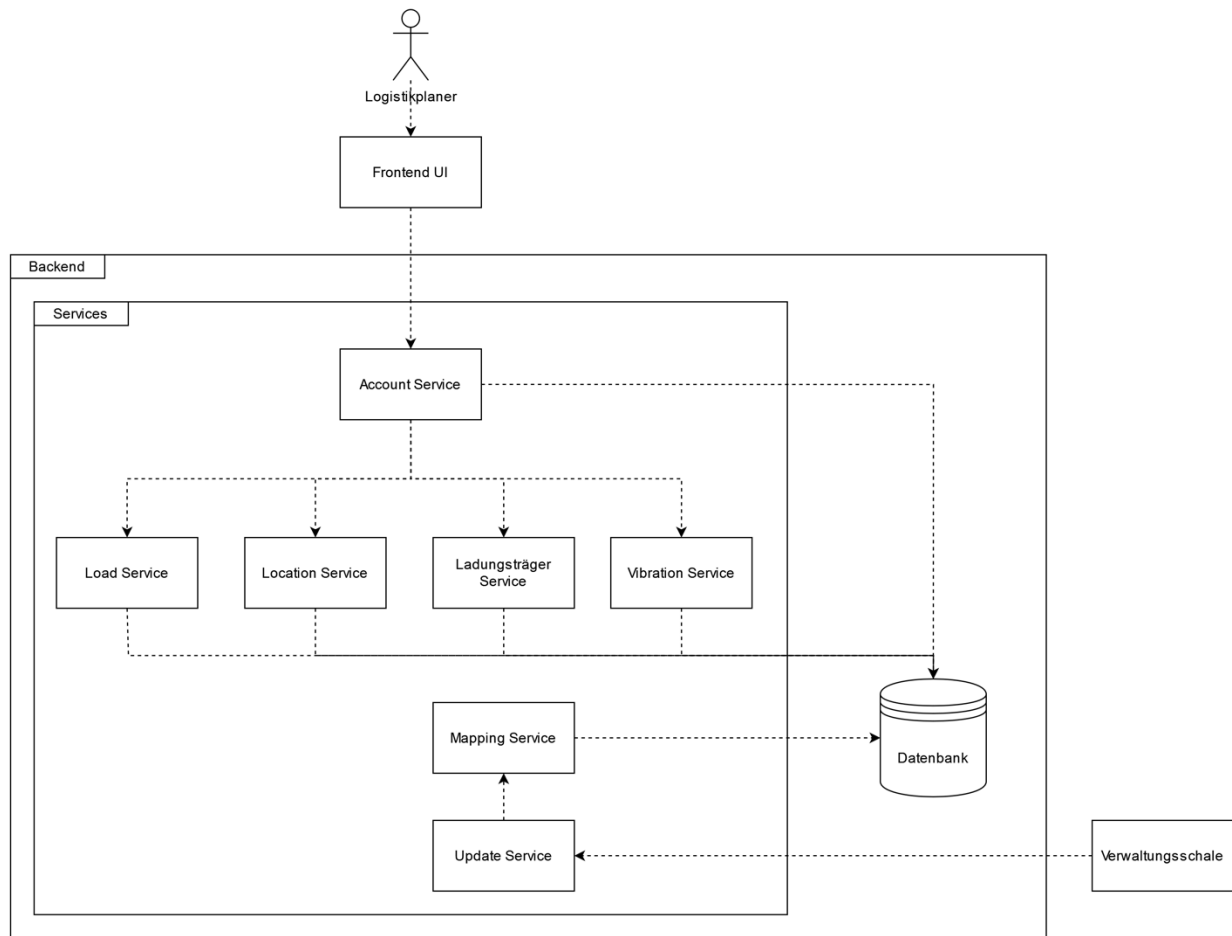 Logistikplaner
Frontend UI
Backend
Services
Account Service
Load Service
Location Service
Ladungsträger
Service
Vibration Service
Mapping Service
Datenbank
Update Service
Verwaltungsschale